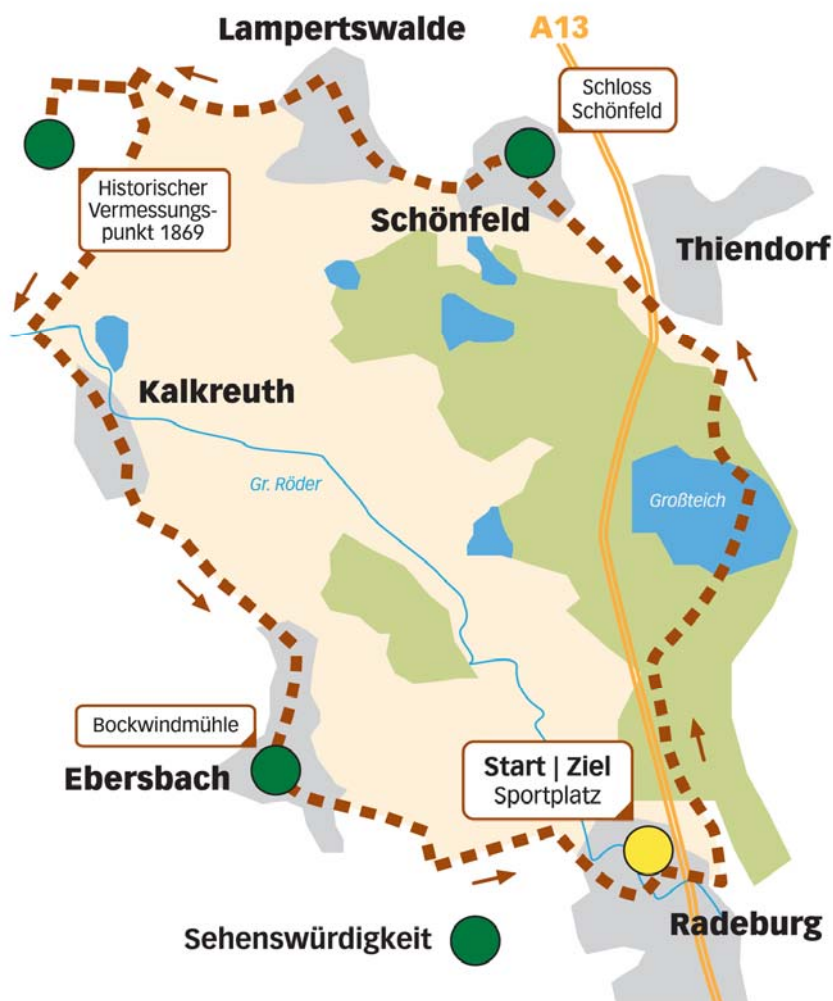 Lampertswalde
A13
Schloss
Schönfeld
Historischer
Vermessungs-
punkt 1869
Schönfeld
Thiendorf
Kalkreuth
Gr. Röder
Großteich
Bockwindmühle
Ebersbach
Start | Ziel
Sportplatz
Radeburg
Sehenswürdigkeit